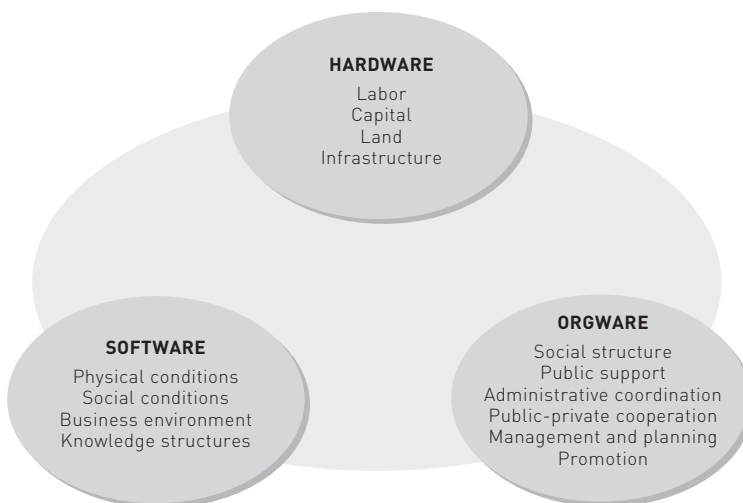 HARDWARE
Labor
Capital
Land
Infrastructure
SOFTWARE
Physical conditions
Social conditions
Business environment
Knowledge structures
ORGWARE
Social structure
Public support
Administrative coordination
Public-private cooperation
Management and planning
Promotion